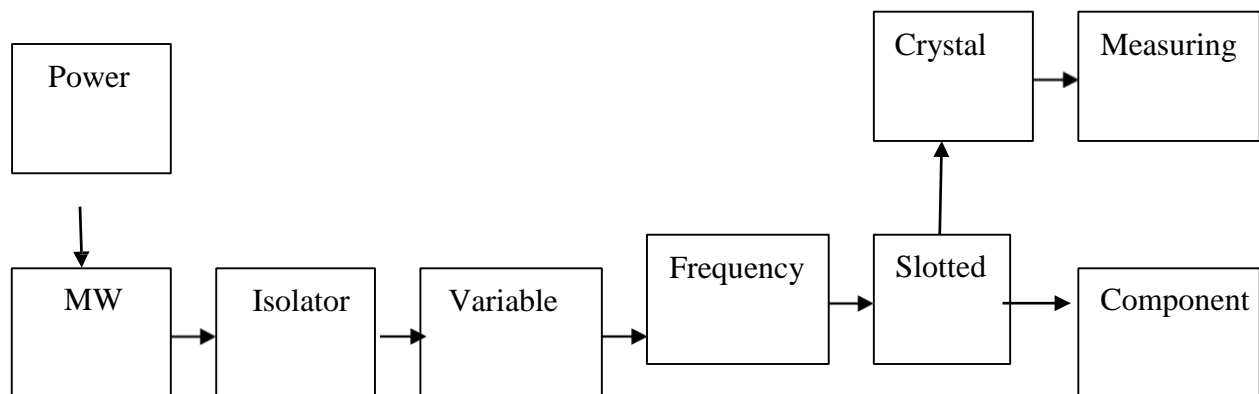 Power
Crystal
Measuring
MW
Isolator
Variable
Frequency
Slotted
Component